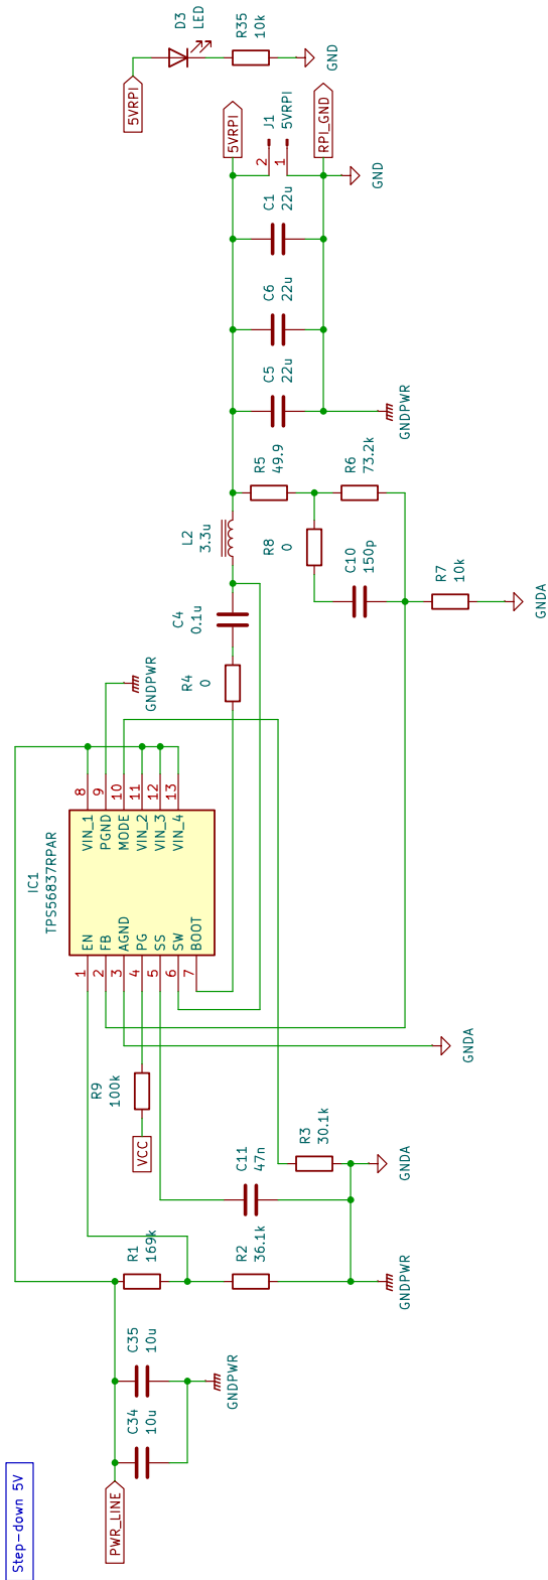 Step-down 5V
PWR_LINE
C34
10u
C35
10u
GNDPWR
R1
169k
R2
36.1k
GNDPWR
C11
47n
R3
30.1k
GNDA
VCC
R9
100k
GNDA
IC1
TPS56837RPAR
1
EN
2
FB
3
AGND
4
PG
5
SS
6
SW
7
BOOT
8
VIN_1
9
PGND
10
MODE
11
VIN_2
12
VIN_3
13
VIN_4
GNDPWR
R4
0
C4
0.1u
L2
3.3u
R5
49.9
R8
0
R6
73.2k
C10
150p
R7
10k
GNDA
C5
22u
C6
22u
C1
22u
GNDPWR
5VRPI
J1
5VRPI
2
1
RPI_GND
GND
5VRPI
D3
LED
R35
10k
GND